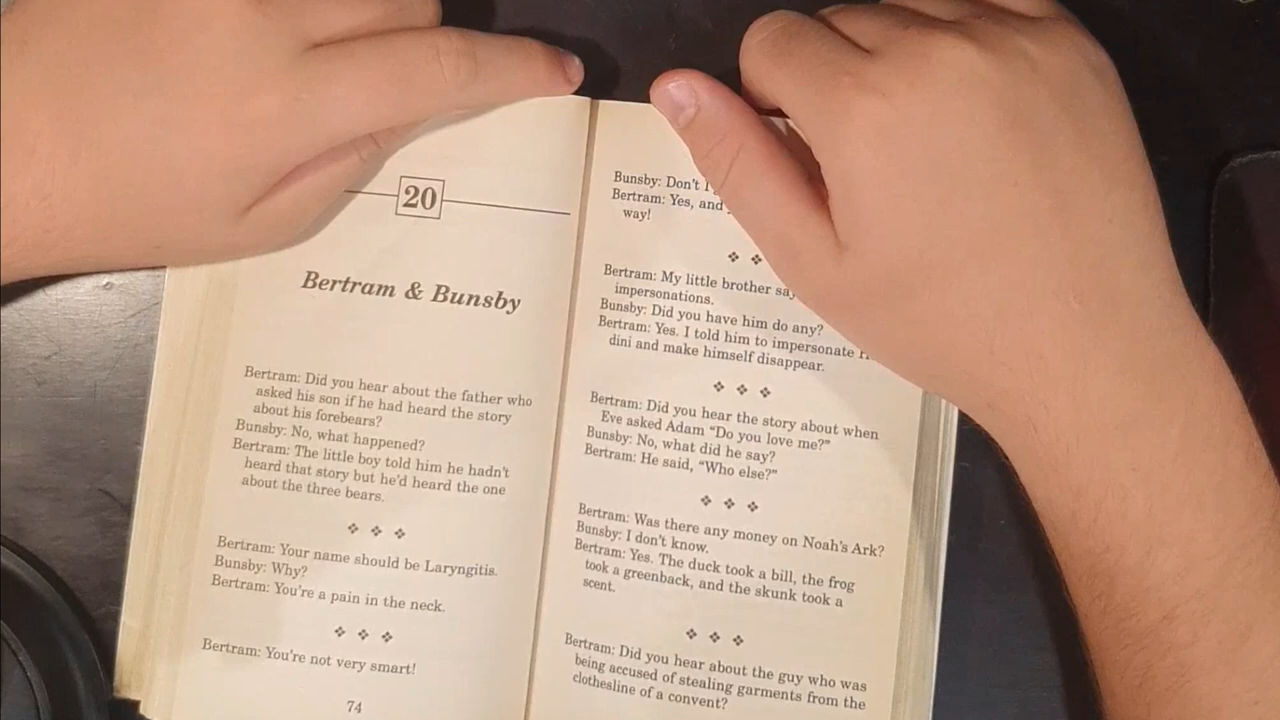 20
Bertram & Bunsby
Bertram: Did you hear about the father who
asked his son if he had heard the story
about his forebears?
Bunsby: No, what happened?
Bertram: The little boy told him he hadn't
heard that story but he'd heard the one
about the three bears.
Bertram: Your name should be Laryngitis.
Bunsby: Why?
Bertram: You're a pain in the neck.
Bertram: You're not very smart!
74
Bunsby: Don't I
Bertram: Yes, and
way!
Bertram: My little brother
impersonations.
Bunsby: Did you have him do any?
Bertram: Yes. I told him to impersonate
dini and make himself disappear.
Bertram: Did you hear the story about when
Eve asked Adam "Do you love me?"
Bunsby: No, what did he say?
Bertram: He said, "Who else?"
Bertram: Was there any money on Noah's Ark?
Bunsby: I don't know.
Bertram: Yes. The duck took a bill, the frog
took a greenback, and the skunk took a
scent.
Bertram: Did you hear about the guy who was
being accused of stealing garments from the
clothesline of a convent?